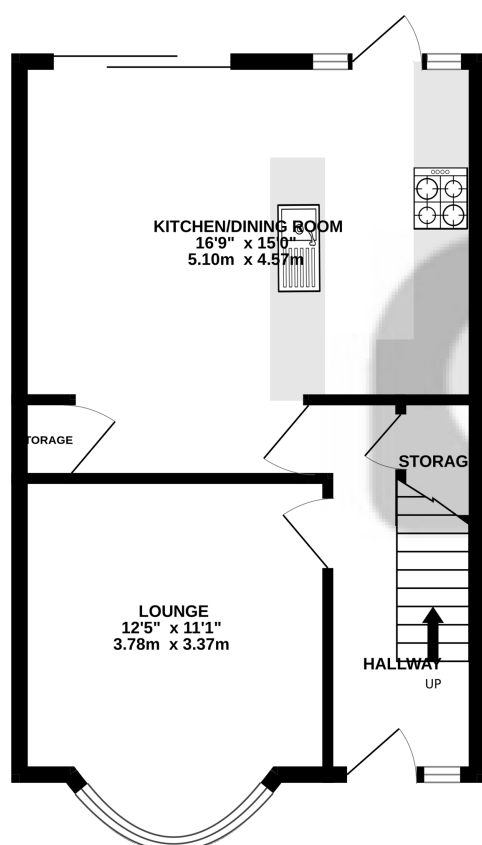 KITCHEN/DINING ROOM
16'9" x 15'0"
5.10m x 4.57m
TORAGE
STORAG
LOUNGE
12'5" x 11'1"
3.78m x 3.37m
HALLWAY
UP